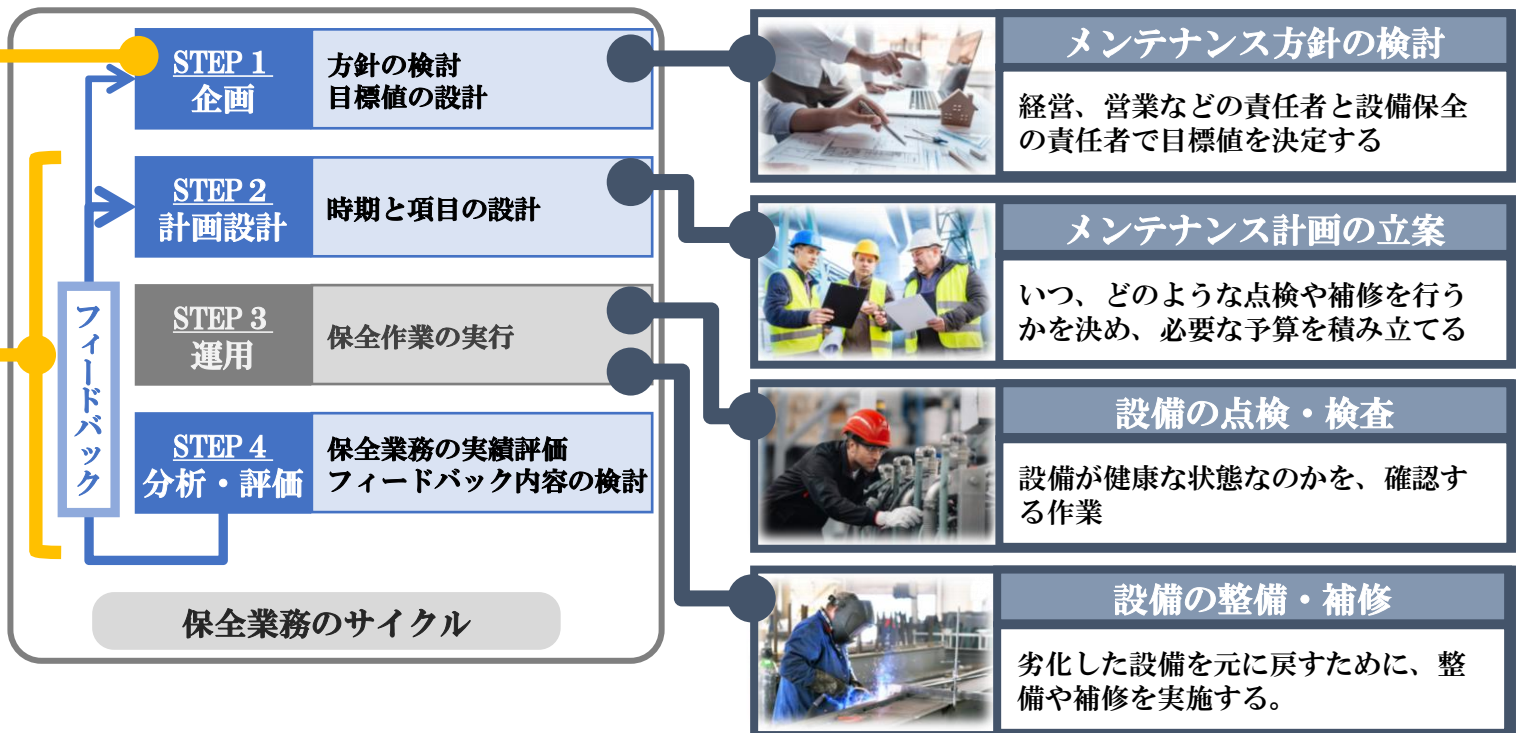 STEP 1
企画
方針の検討
目標値の設計
STEP 2
計画設計
時期と項目の設計
STEP 3
運用
保全作業の実行
STEP 4
分析・評価
保全業務の実績評価
フィードバック内容の検討
フィードバック
保全業務のサイクル
メンテナンス方針の検討
経営、営業などの責任者と設備保全
の責任者で目標値を決定する
メンテナンス計画の立案
いつ、どのような点検や補修を行う
かを決め、必要な予算を積み立てる
設備の点検・検査
設備が健康な状態なのかを、確認す
る作業
設備の整備・補修
劣化した設備を元に戻すために、整
備や補修を実施する。